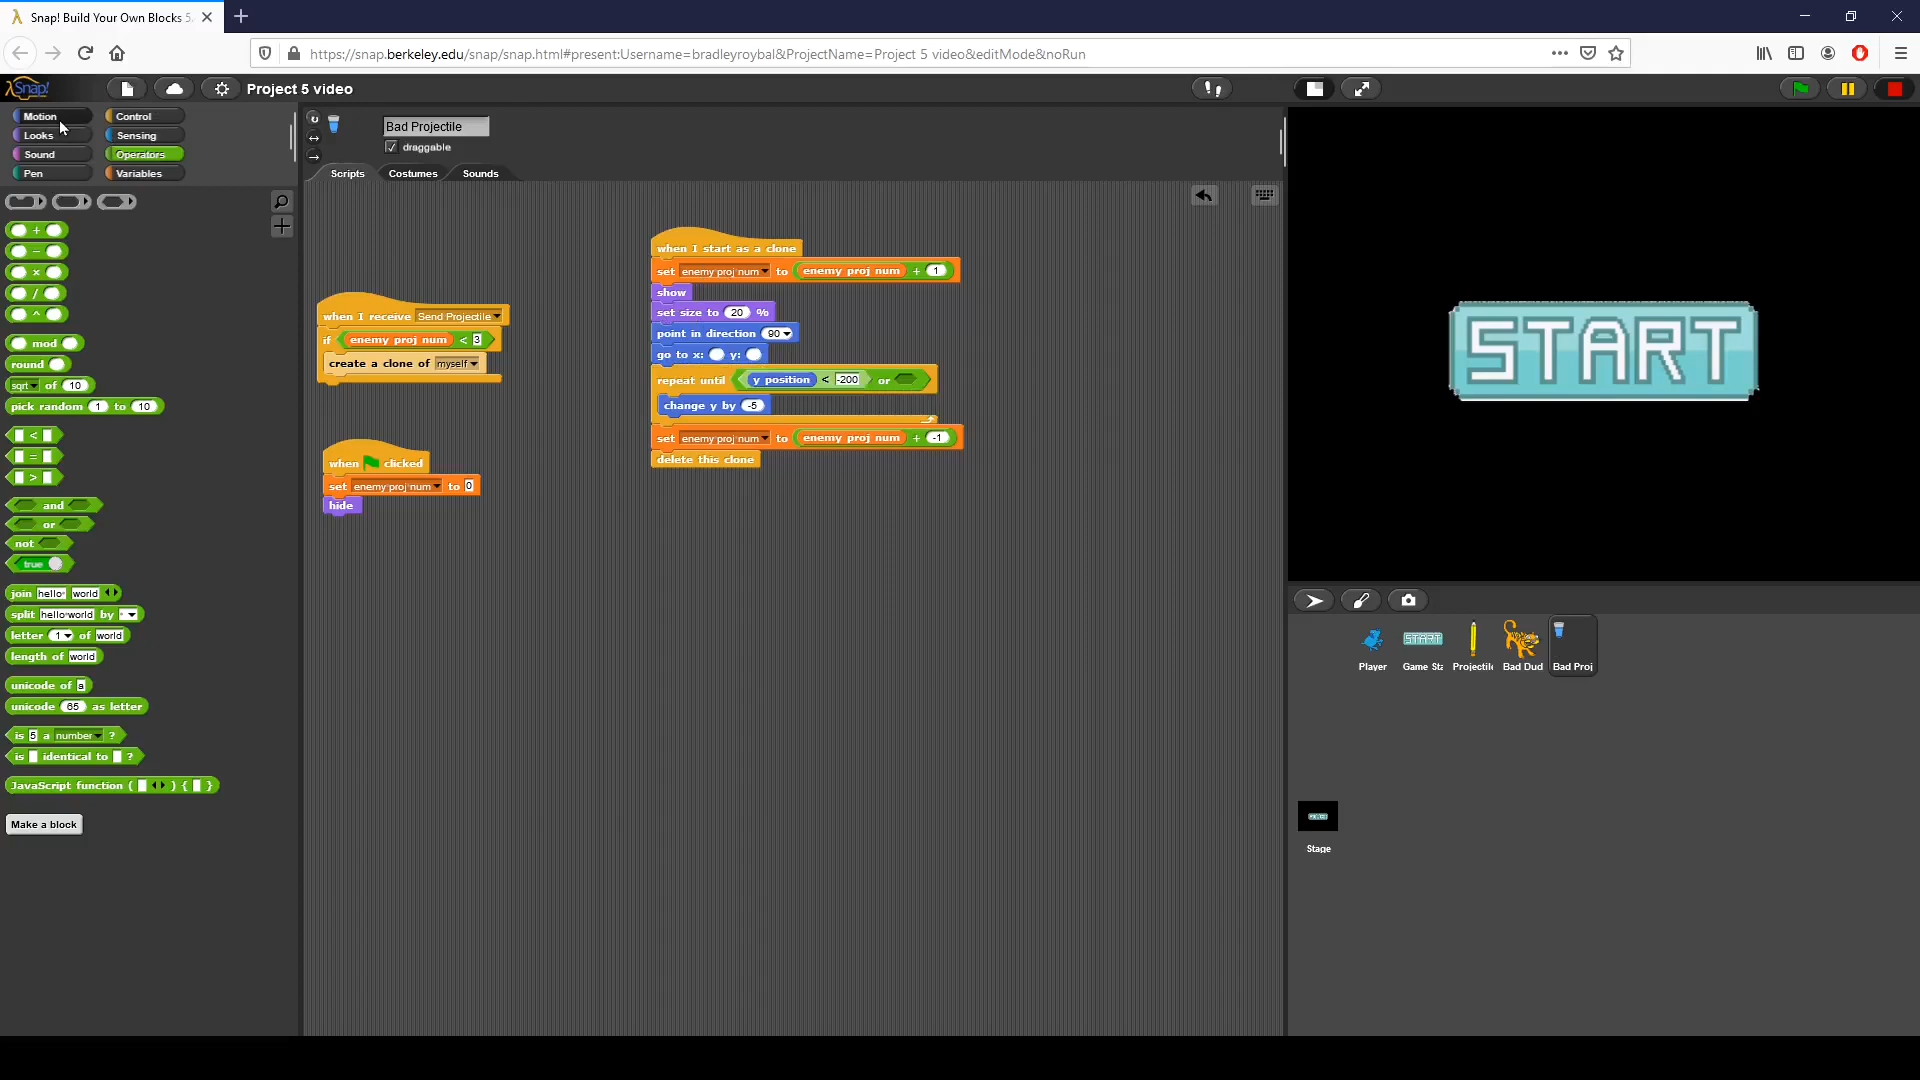 Snap! Build Your Own Blocks 5.
https://snap.berkeley.edu/snap/snap.html#present:Username=bradleyroybal&ProjectName=Project 5 video&editMode&noRun
Snap!
Project 5 video
Motion
Control
Looks
Sensing
Sound
Operators
Pen
Variables
Bad Projectile
draggable
Scripts
Costumes
Sounds
+
−
×
/
^
mod
round
sqrt of 10
pick random 1 to 10
<
=
>
and
or
not
true
join hello world
split hello world by
letter 1 of world
length of world
unicode of a
unicode 65 as letter
is 5 a number ?
is identical to ?
JavaScript function ( ) { }
Make a block
when I receive Send Projectile
if enemy proj num < 3
create a clone of myself
when clicked
set enemy proj num to 0
hide
when I start as a clone
set enemy proj num to enemy proj num + 1
show
set size to 20 %
point in direction 90
go to x: y:
repeat until y position < -200 or
change y by -5
set enemy proj num to enemy proj num + -1
delete this clone
START
START
Player
Game Sta
Projectile
Bad Dud
Bad Proj
Stage